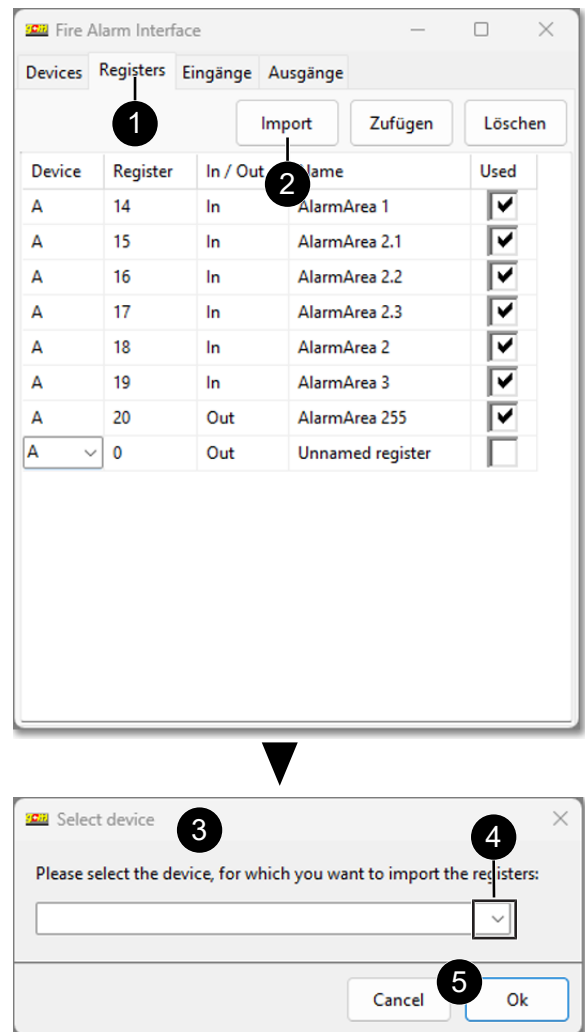 Fire Alarm Interface
Devices Registers Eingänge Ausgänge
1
Import Zufügen Löschen
2
Device Register In / Out Name Used
A 14 In AlarmArea 1
A 15 In AlarmArea 2.1
A 16 In AlarmArea 2.2
A 17 In AlarmArea 2.3
A 18 In AlarmArea 2
A 19 In AlarmArea 3
A 20 Out AlarmArea 255
A 0 Out Unnamed register
Select device
3
4
Please select the device, for which you want to import the registers:
5
Cancel Ok